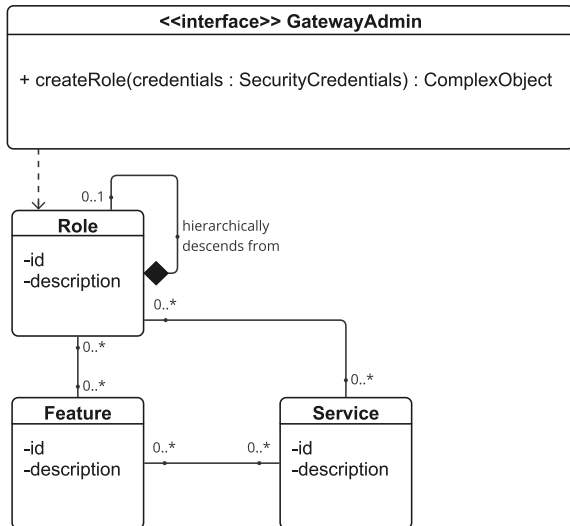 <<interface>> GatewayAdmin
+ createRole(credentials : SecurityCredentials) : ComplexObject
0..1
Role
hierarchically
descends from
-id
-description
0..*
0..*
0..*
0..*
Feature
Service
-id
-description
0..*
0..*
-id
-description